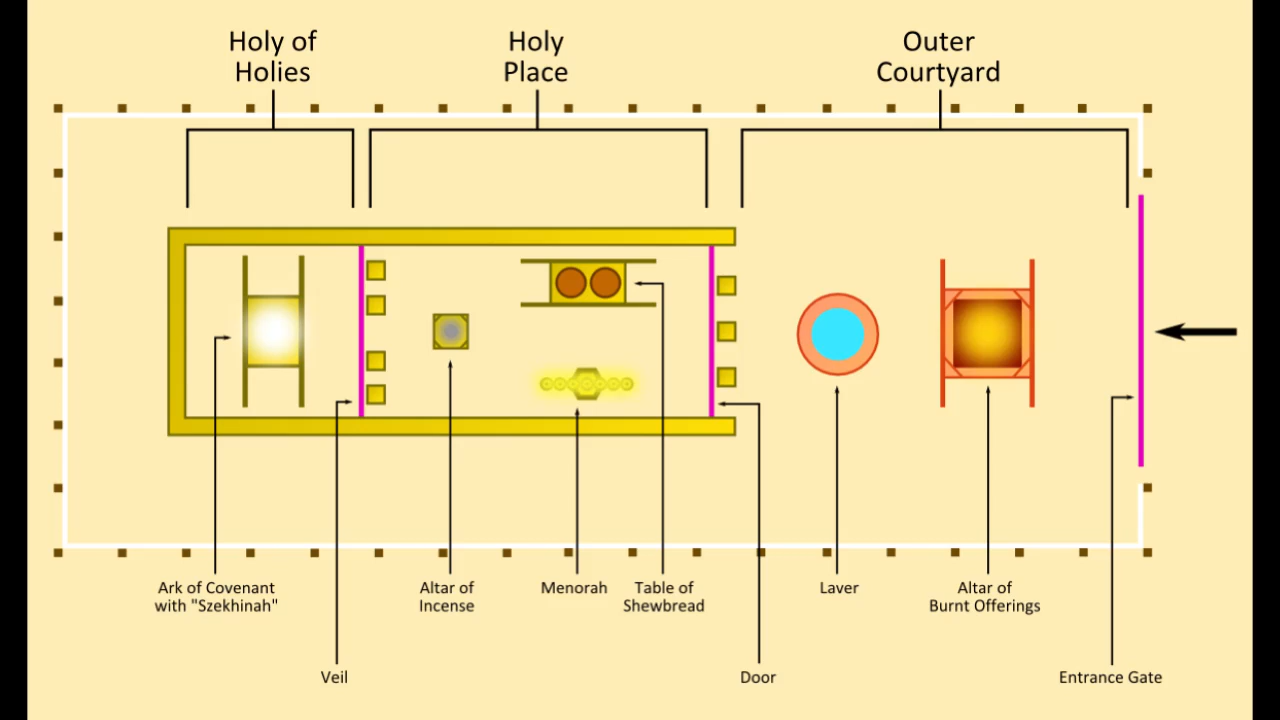 Holy of
Holies
Holy
Place
Outer
Courtyard
Ark of Covenant
with "Szekhinah"
Altar of
Incense
Menorah
Table of
Shewbread
Laver
Altar of
Burnt Offerings
Veil
Door
Entrance Gate